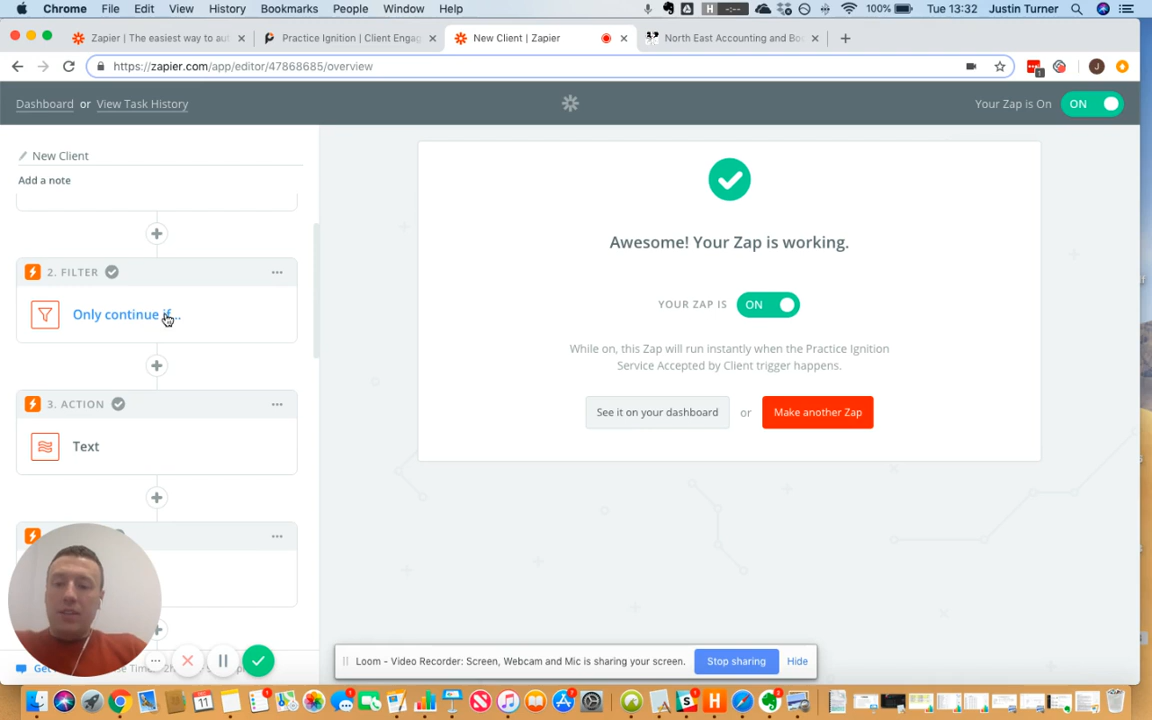 Chrome File Edit View History Bookmarks People Window Help
H --:-- 100% Tue 13:32 Justin Turner
Zapier | The easiest way to aut
Practice Ignition | Client Engag
New Client | Zapier
North East Accounting and Boo
https://zapier.com/app/editor/47868685/overview
1
J
Dashboard or View Task History
Your Zap is On ON
New Client
Add a note
2. FILTER
Only continue if...
3. ACTION
Text
Awesome! Your Zap is working.
YOUR ZAP IS ON
While on, this Zap will run instantly when the Practice Ignition
Service Accepted by Client trigger happens.
See it on your dashboard or Make another Zap
Loom - Video Recorder: Screen, Webcam and Mic is sharing your screen. Stop sharing Hide